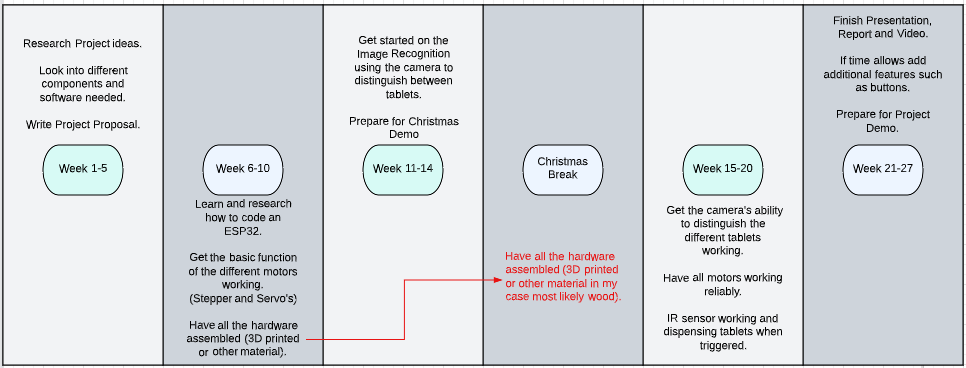 Research Project ideas.
Look into different
components and
software needed.
Write Project Proposal.
Week 1-5
Week 6-10
Learn and research
how to code an
ESP32.
Get the basic function
of the different motors
working.
(Stepper and Servo's)
Have all the hardware
assembled (3D printed
or other material).
Get started on the
Image Recognition
using the camera to
distinguish between
tablets.
Prepare for Christmas
Demo
Week 11-14
Christmas
Break
Have all the hardware
assembled (3D printed
or other material in my
case most likely wood).
Week 15-20
Get the camera's ability
to distinguish the
different tablets
working.
Have all motors working
reliably.
IR sensor working and
dispensing tablets when
triggered.
Finish Presentation,
Report and Video.
If time allows add
additional features such
as buttons.
Prepare for Project
Demo.
Week 21-27